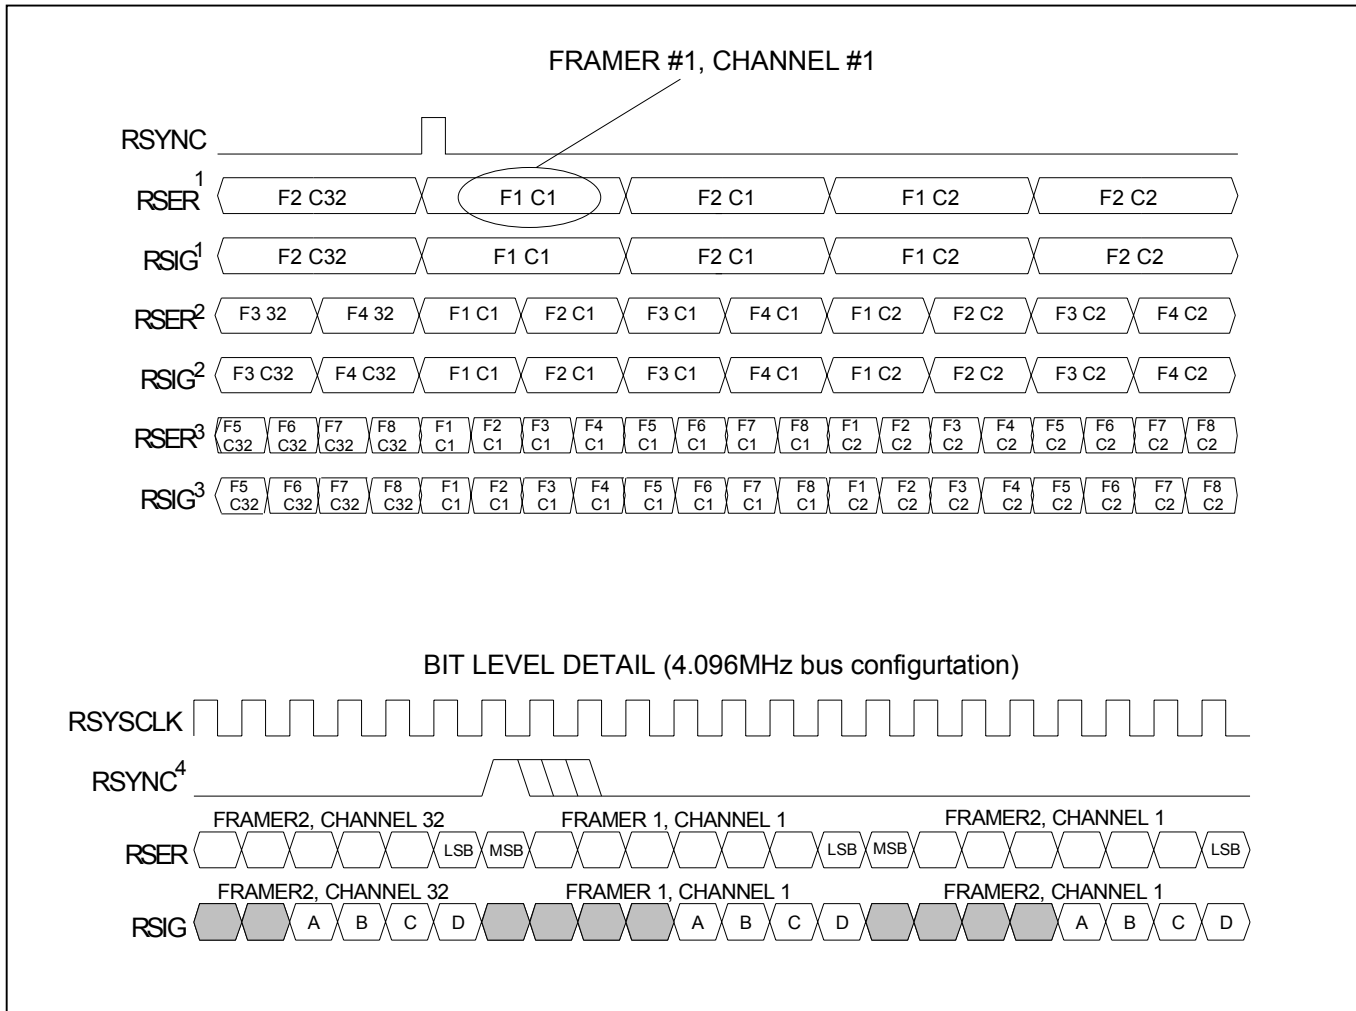 FRAMER #1, CHANNEL #1
RSYNC
RSER1 F2 C32 F1 C1 F2 C1 F1 C2 F2 C2
RSIG1 F2 C32 F1 C1 F2 C1 F1 C2 F2 C2
RSER2 F3 32 F4 32 F1 C1 F2 C1 F3 C1 F4 C1 F1 C2 F2 C2 F3 C2 F4 C2
RSIG2 F3 C32 F4 C32 F1 C1 F2 C1 F3 C1 F4 C1 F1 C2 F2 C2 F3 C2 F4 C2
RSER3 F5 C32 F6 C32 F7 C32 F8 C32 F1 C1 F2 C1 F3 C1 F4 C1 F5 C1 F6 C1 F7 C1 F8 C1 F1 C2 F2 C2 F3 C2 F4 C2 F5 C2 F6 C2 F7 C2 F8 C2
RSIG3 F5 C32 F6 C32 F7 C32 F8 C32 F1 C1 F2 C1 F3 C1 F4 C1 F5 C1 F6 C1 F7 C1 F8 C1 F1 C2 F2 C2 F3 C2 F4 C2 F5 C2 F6 C2 F7 C2 F8 C2
BIT LEVEL DETAIL (4.096MHz bus configurtation)
RSYSCLK
RSYNC4
FRAMER2, CHANNEL 32 FRAMER 1, CHANNEL 1 FRAMER2, CHANNEL 1
RSER LSB MSB LSB MSB LSB
FRAMER2, CHANNEL 32 FRAMER 1, CHANNEL 1 FRAMER2, CHANNEL 1
RSIG A B C D A B C D A B C D